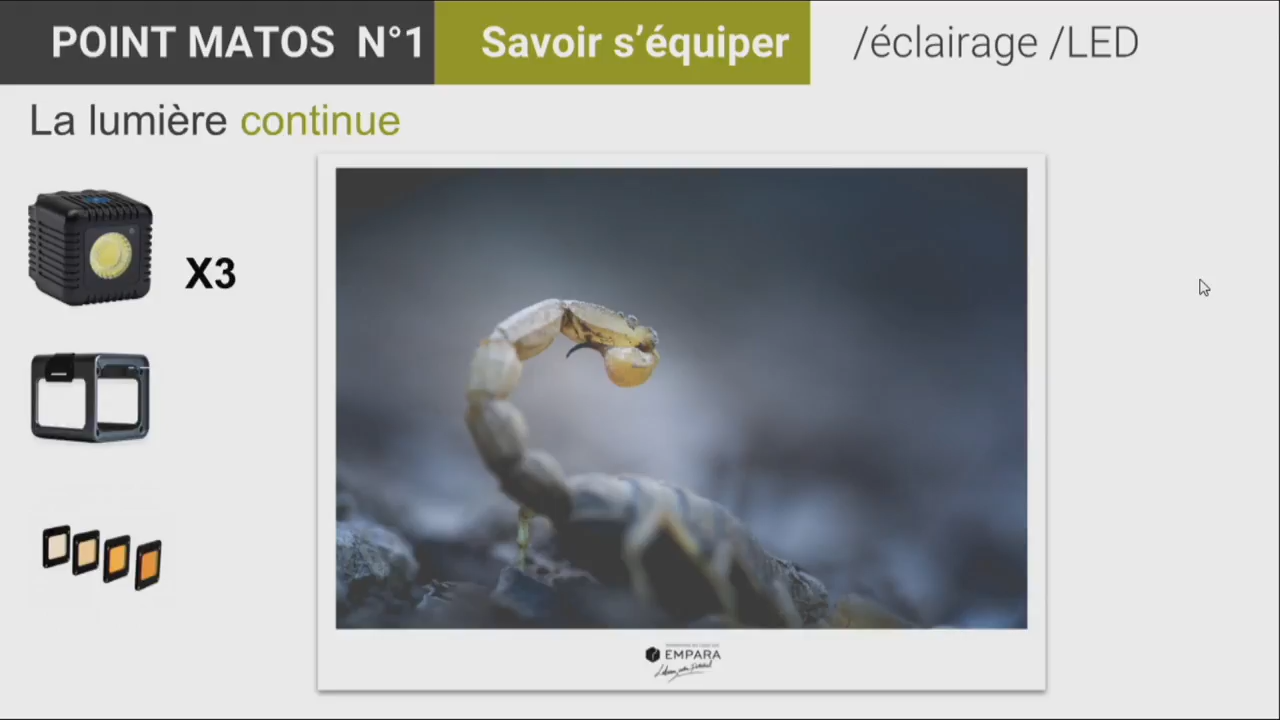 POINT MATOS N°1
Savoir s'équiper
/éclairage /LED
La lumière continue
X3
EMPARA